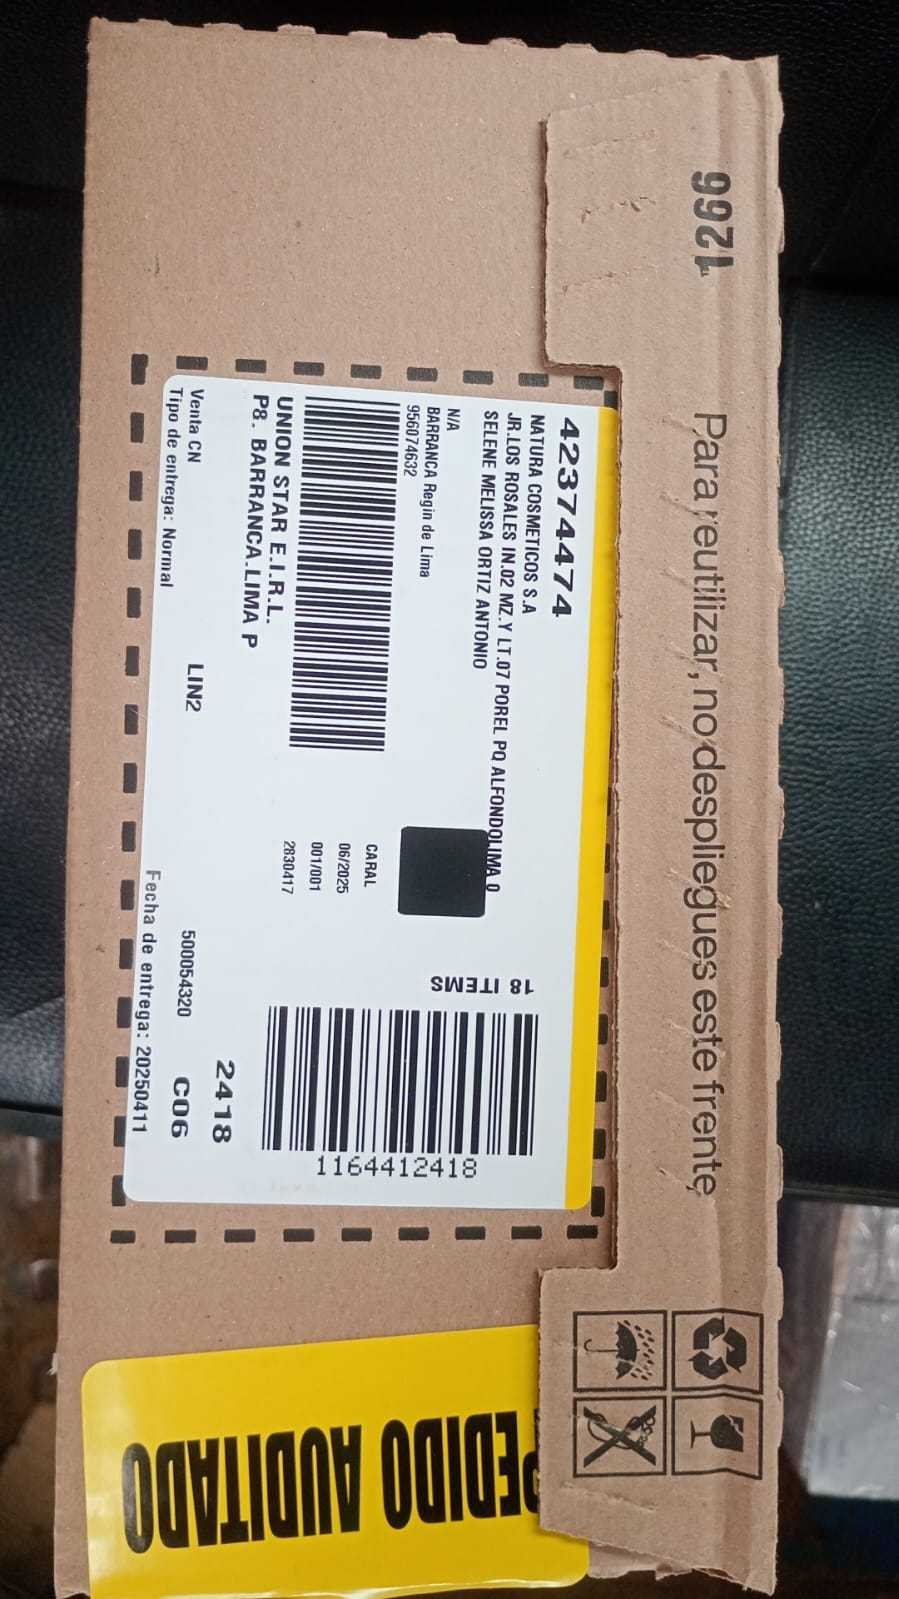 1266
Para reutilizar, no despliegues este frente
42374474
NATURA COSMETICOS S.A
JR.LOS ROSALES IN.02 MZ.Y LT.07 POREL PQ ALFONDOLIMA 0
SELENE MELISSA ORTIZ ANTONIO
N/A
BARRANCA Regin de Lima
956074632
CARAL
06/2025
001/001
2830417
18 ITEMS
1164412418
UNION STAR E.I.R.L.
P8. BARRANCA.LIMA P
2418
Venta CN
LIN2
500054320
C06
Tipo de entrega: Normal
Fecha de entrega: 20250411
PEDIDO AUDITADO